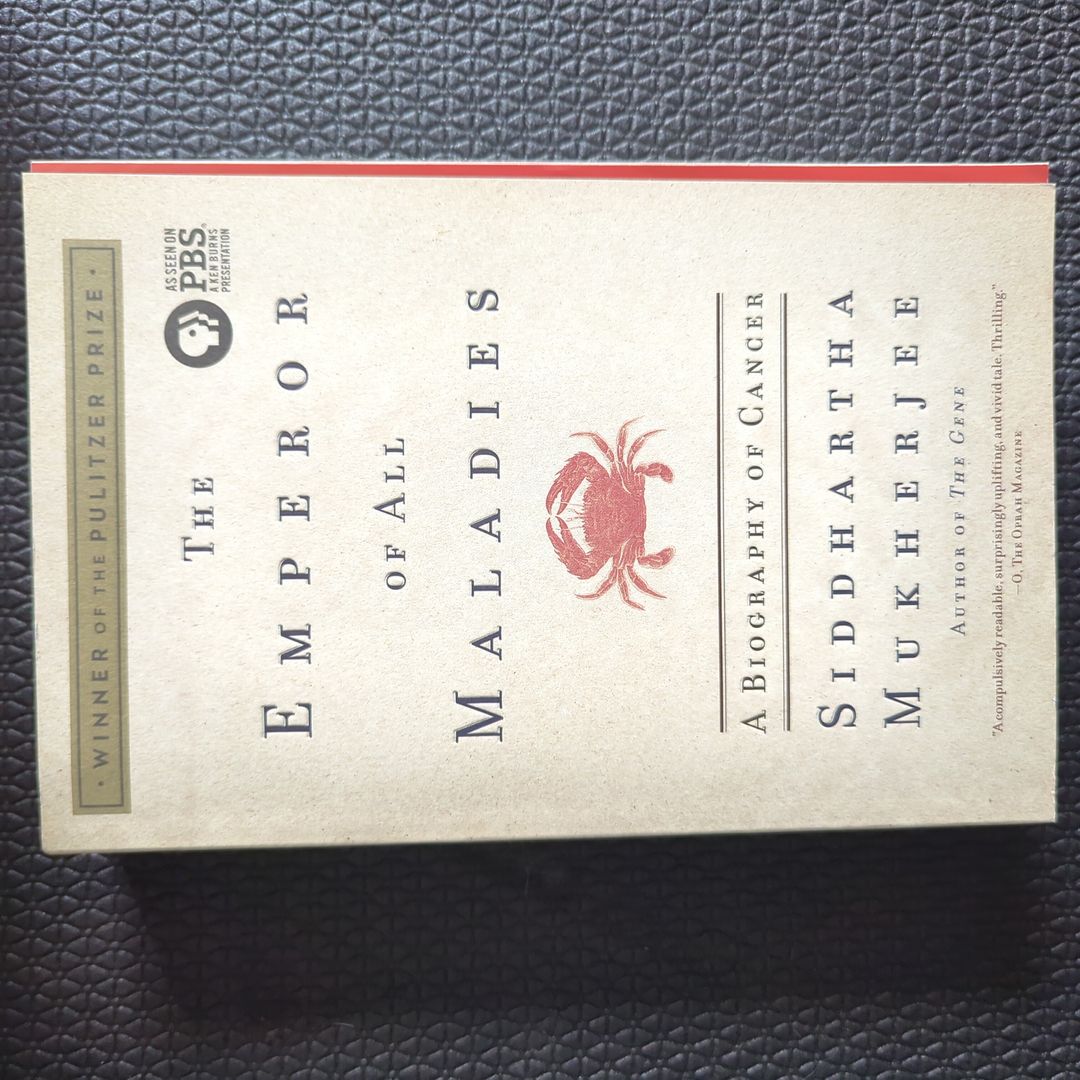 · WINNER OF THE PULITZER PRIZE ·
AS SEEN ON
PBS®
A KEN BURNS
PRESENTATION
THE
EMPEROR
OF ALL
MALADIES
A BIOGRAPHY OF CANCER
SIDDHARTHA
MUKHERJEE
AUTHOR OF THE GENE
"A compulsively readable, surprisingly uplifting, and vivid tale. Thrilling."
—O, THE OPRAH MAGAZINE